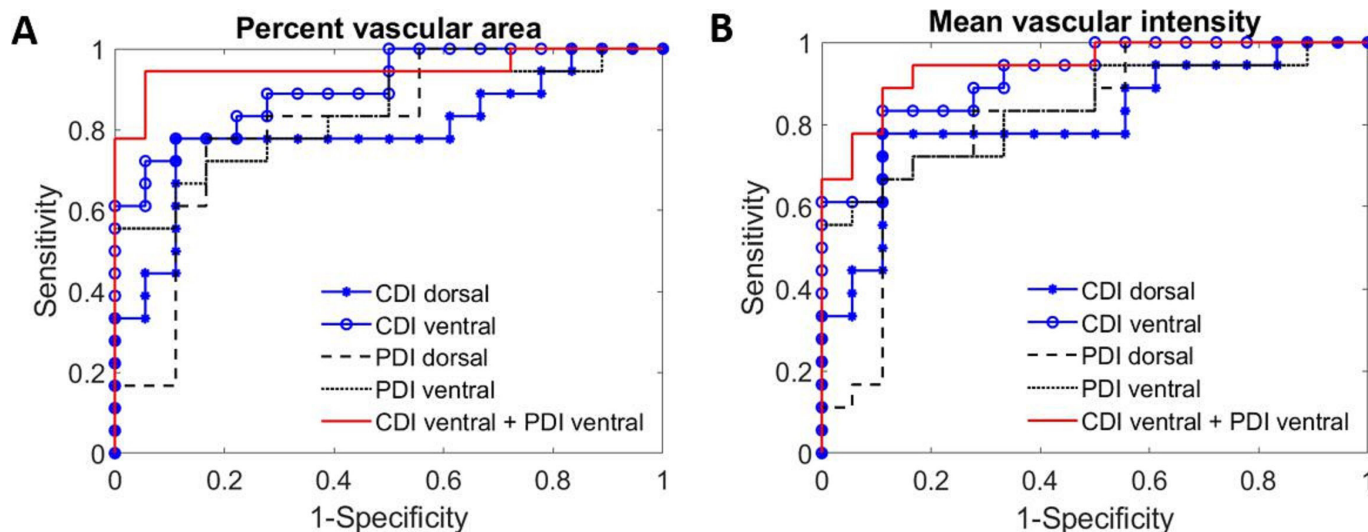 A
Percent vascular area
1
0.8
0.6
0.4
0.2
0
Sensitivity
CDI dorsal
CDI ventral
PDI dorsal
PDI ventral
CDI ventral + PDI ventral
0
0.2
0.4
0.6
0.8
1
1-Specificity
B
Mean vascular intensity
1
0.8
0.6
0.4
0.2
0
Sensitivity
CDI dorsal
CDI ventral
PDI dorsal
PDI ventral
CDI ventral + PDI ventral
0
0.2
0.4
0.6
0.8
1
1-Specificity